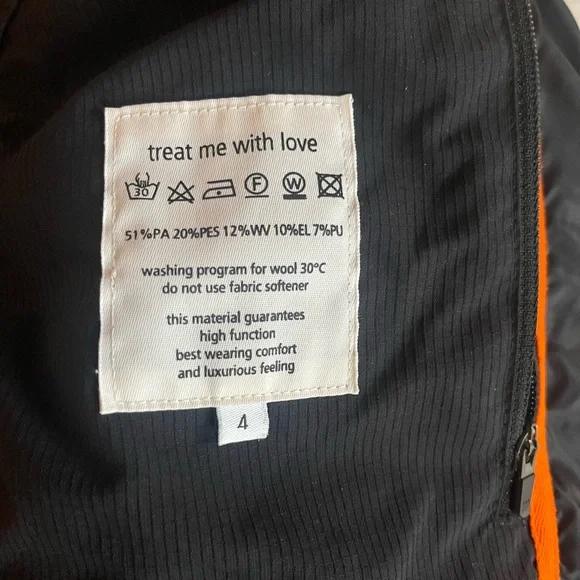 treat me with love
30 F W
51%PA 20%PES 12%WV 10%EL 7%PU
washing program for wool 30°C
do not use fabric softener
this material guarantees
high function
best wearing comfort
and luxurious feeling
4